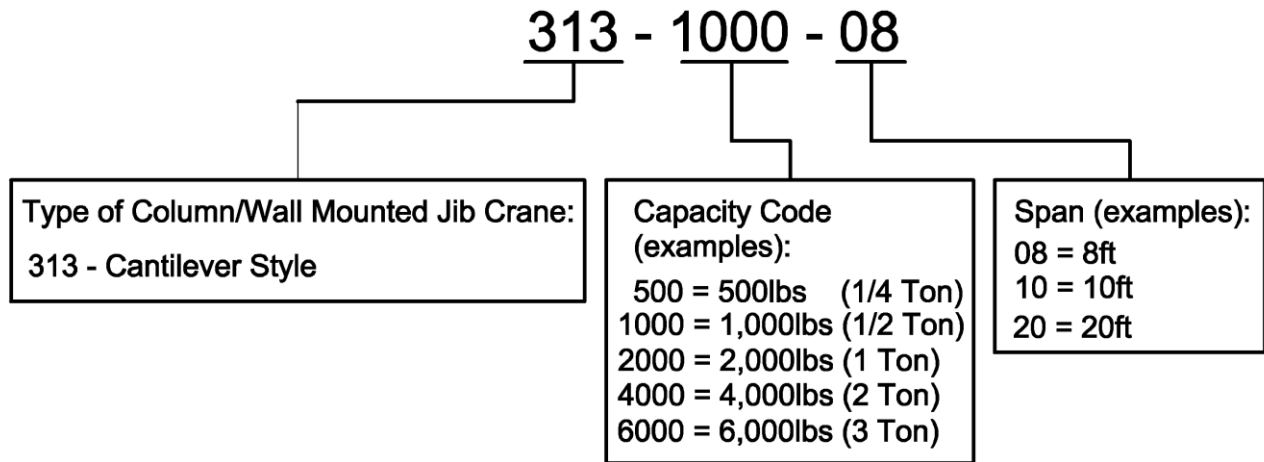 313 - 1000 - 08
Type of Column/Wall Mounted Jib Crane:
313 - Cantilever Style
Capacity Code
(examples):
500 = 500lbs (1/4 Ton)
1000 = 1,000lbs (1/2 Ton)
2000 = 2,000lbs (1 Ton)
4000 = 4,000lbs (2 Ton)
6000 = 6,000lbs (3 Ton)
Span (examples):
08 = 8ft
10 = 10ft
20 = 20ft